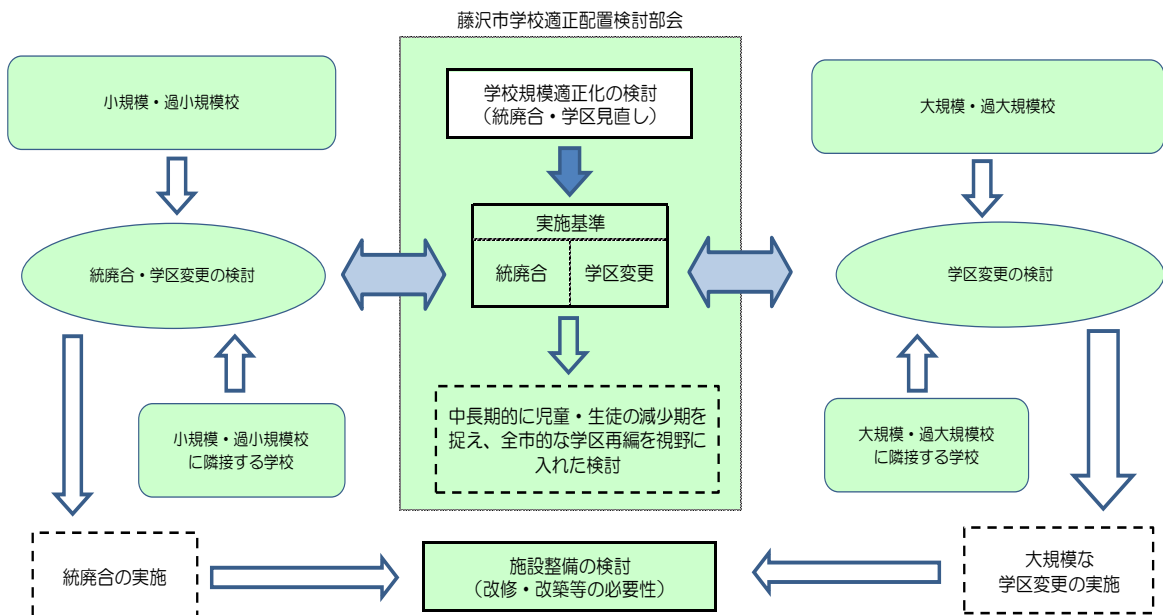 藤沢市学校適正配置検討部会
小規模・過小規模校
学校規模適正化の検討
（統廃合・学区見直し）
大規模・過大規模校
実施基準
統廃合
学区変更
統廃合・学区変更の検討
学区変更の検討
小規模・過小規模校
に隣接する学校
中長期的に児童・生徒の減少期を
捉え、全市的な学区再編を視野に
入れた検討
大規模・過大規模校
に隣接する学校
統廃合の実施
施設整備の検討
（改修・改築等の必要性）
大規模な
学区変更の実施